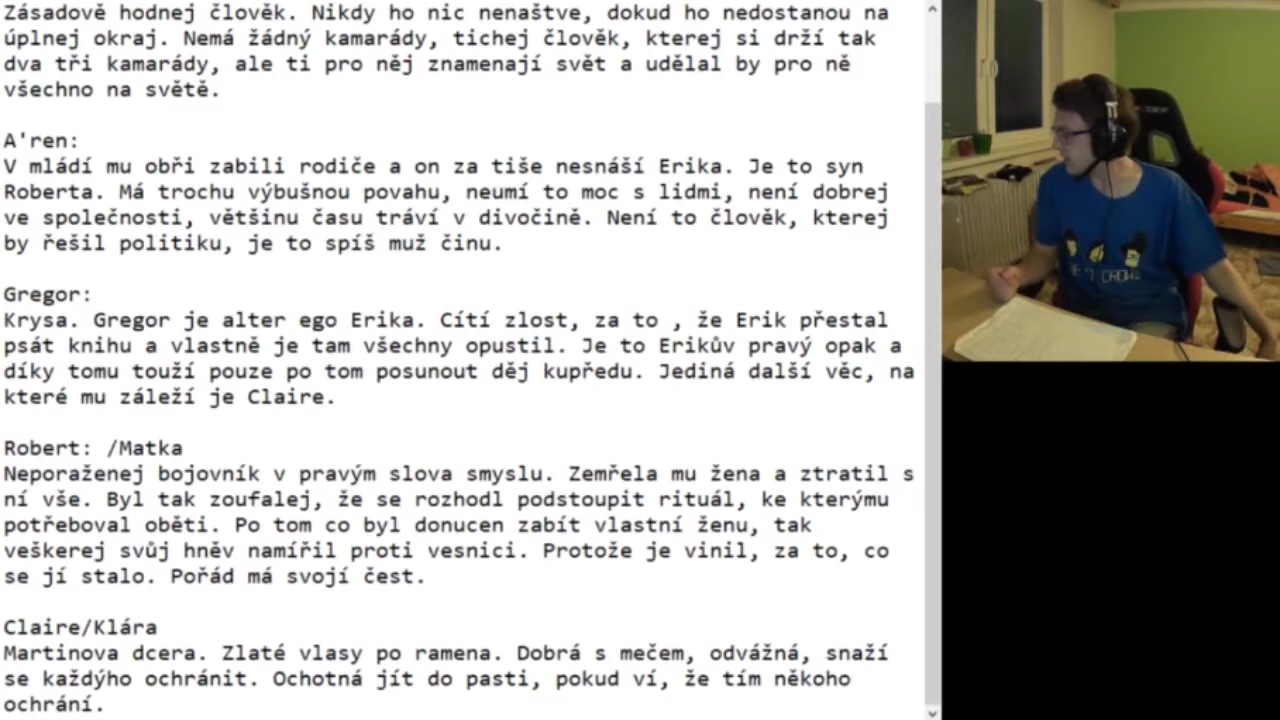 Zásadově hodnej člověk. Nikdy ho nic nenaštve, dokud ho nedostanou na
úplnej okraj. Nemá žádný kamarády, tichej člověk, kterej si drží tak
dva tři kamarády, ale ti pro něj znamenají svět a udělal by pro ně
všechno na světě.
A'ren:
V mládí mu obři zabili rodiče a on za tiše nesnáší Erika. Je to syn
Roberta. Má trochu výbušnou povahu, neumí to moc s lidmi, není dobrej
ve společnosti, většinu času tráví v divočině. Není to člověk, kterej
by řešil politiku, je to spíš muž činu.
Gregor:
Krysa. Gregor je alter ego Erika. Cítí zlost, za to , že Erik přestal
psát knihu a vlastně je tam všechny opustil. Je to Erikův pravý opak a
díky tomu touží pouze po tom posunout děj kupředu. Jediná další věc, na
které mu záleží je Claire.
Robert: /Matka
Neporaženej bojovník v pravým slova smyslu. Zemřela mu žena a ztratil s
ní vše. Byl tak zoufalej, že se rozhodl podstoupit rituál, ke kterýmu
potřeboval oběti. Po tom co byl donucen zabít vlastní ženu, tak
veškerej svůj hněv namířil proti vesnici. Protože je vinil, za to, co
se jí stalo. Pořád má svojí čest.
Claire/Klára
Martinova dcera. Zlaté vlasy po ramena. Dobrá s mečem, odvážná, snaží
se každýho ochránit. Ochotná jít do pasti, pokud ví, že tím někoho
ochrání.